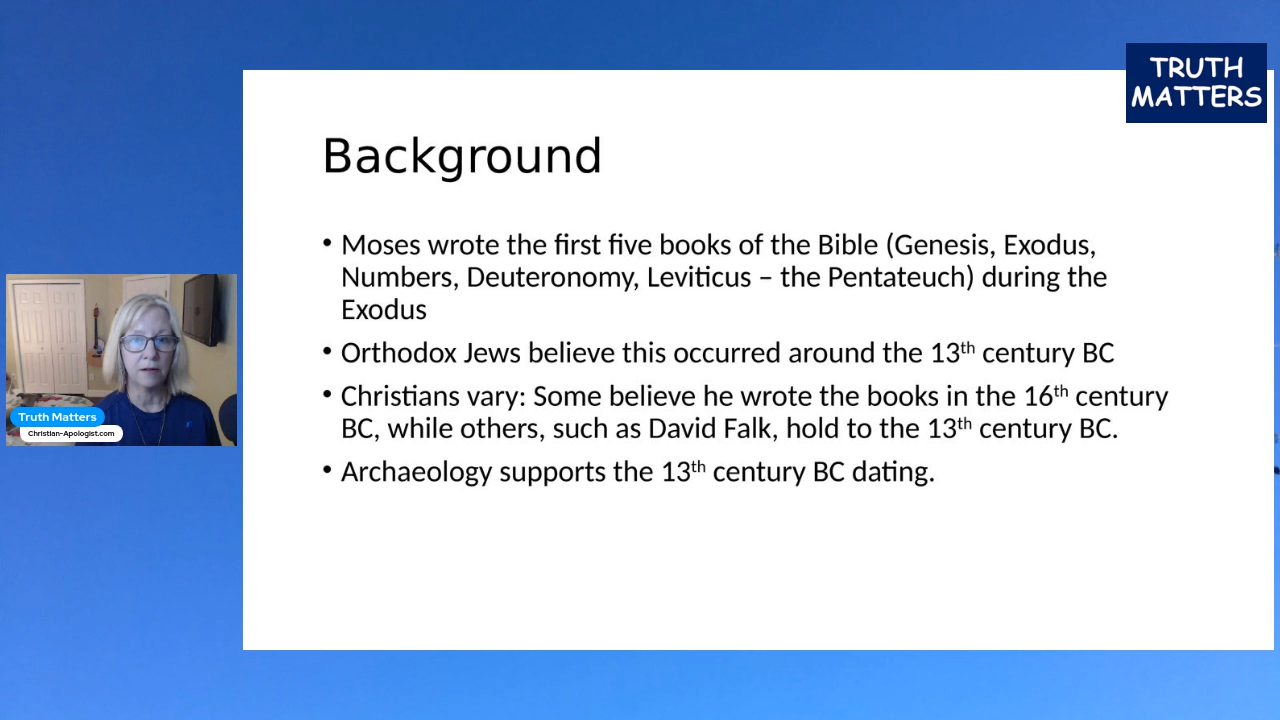 TRUTH
MATTERS
Background
• Moses wrote the first five books of the Bible (Genesis, Exodus,
Numbers, Deuteronomy, Leviticus – the Pentateuch) during the
Exodus
• Orthodox Jews believe this occurred around the 13th century BC
• Christians vary: Some believe he wrote the books in the 16th century
BC, while others, such as David Falk, hold to the 13th century BC.
• Archaeology supports the 13th century BC dating.
Truth Matters
Christian-Apologist.com